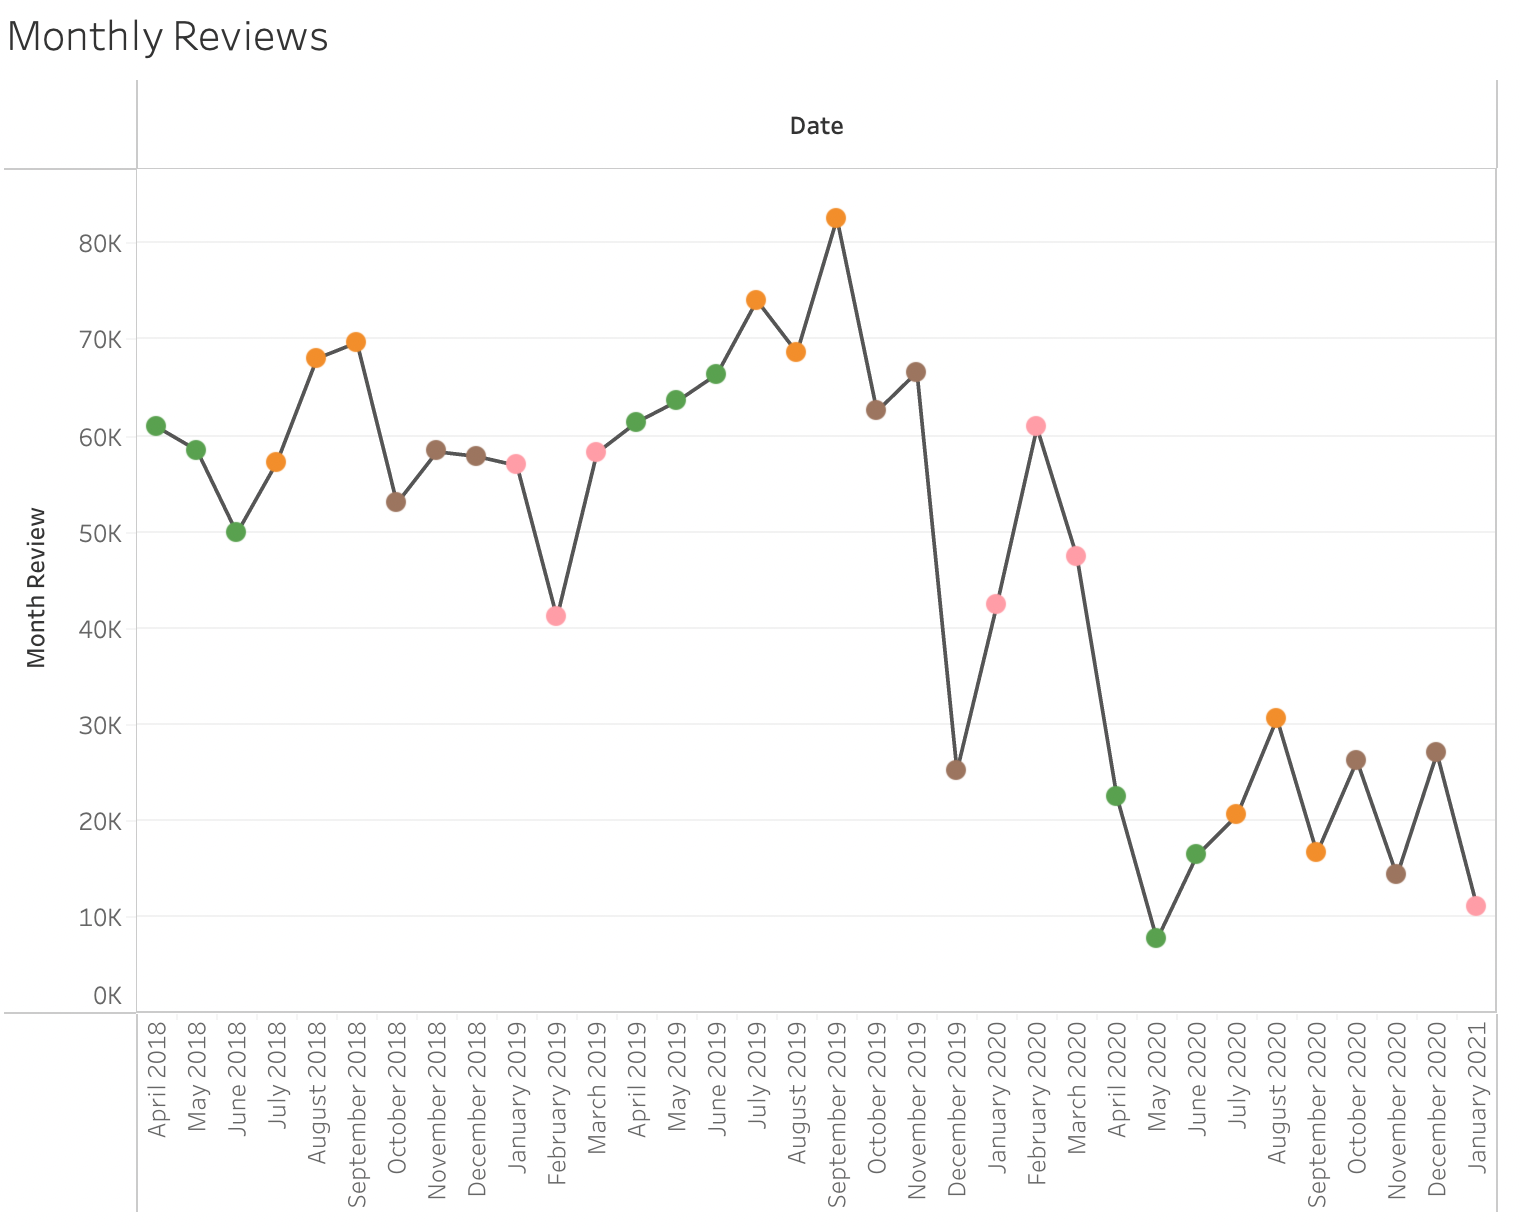 Monthly Reviews
Date
Month Review
80K
70K
60K
50K
40K
30K
20K
10K
0K
April 2018
May 2018
June 2018
July 2018
August 2018
September 2018
October 2018
November 2018
December 2018
January 2019
February 2019
March 2019
April 2019
May 2019
June 2019
July 2019
August 2019
September 2019
October 2019
November 2019
December 2019
January 2020
February 2020
March 2020
April 2020
May 2020
June 2020
July 2020
August 2020
September 2020
October 2020
November 2020
December 2020
January 2021